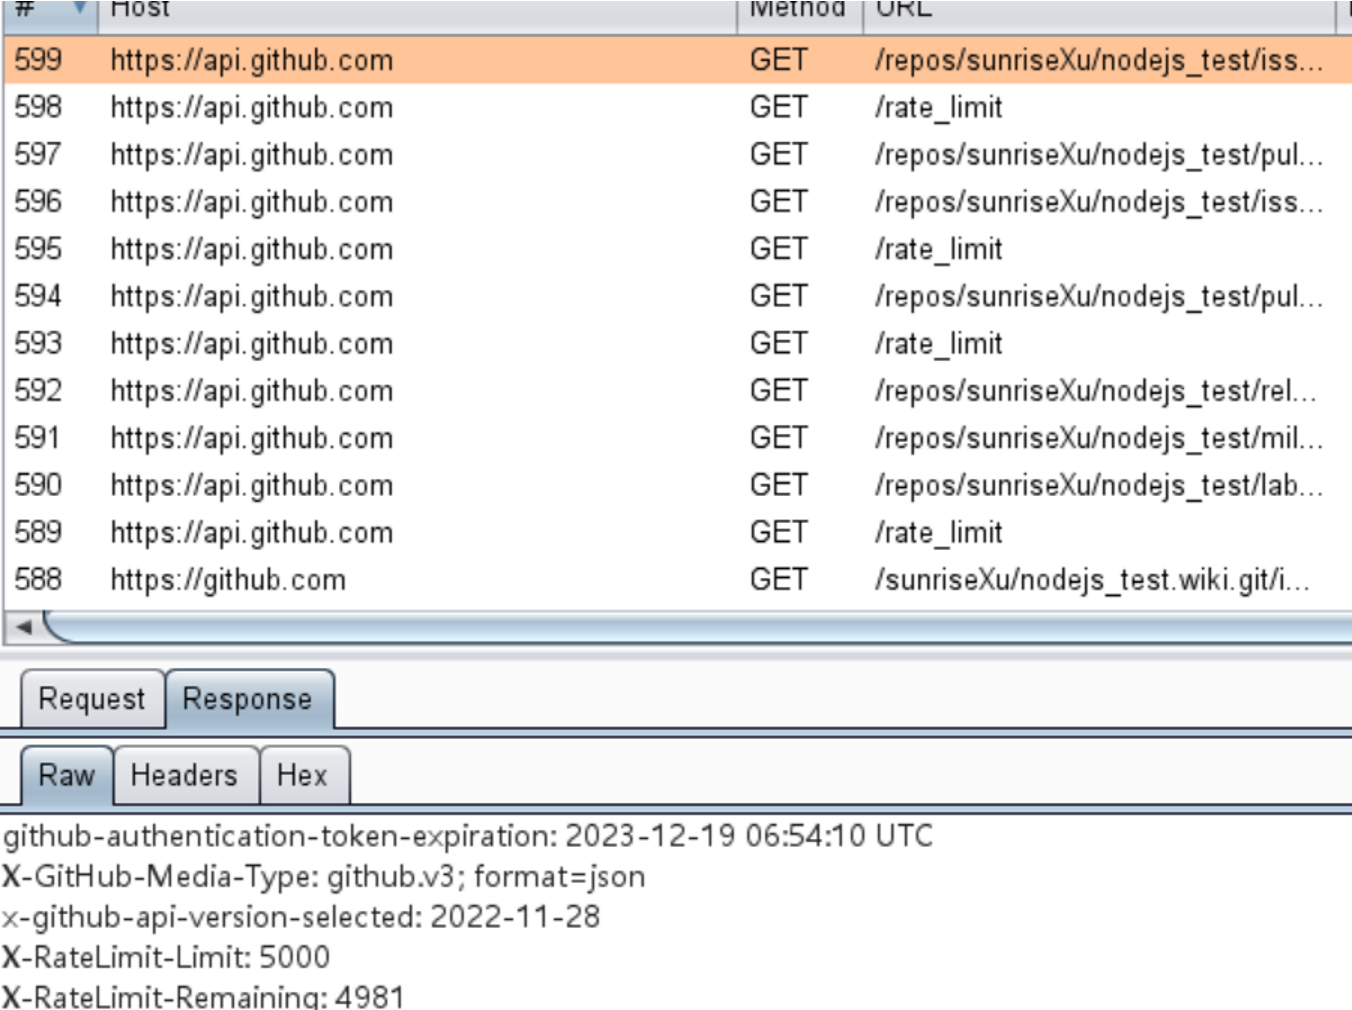 # Host Method URL
599 https://api.github.com GET /repos/sunriseXu/nodejs_test/iss...
598 https://api.github.com GET /rate_limit
597 https://api.github.com GET /repos/sunriseXu/nodejs_test/pul...
596 https://api.github.com GET /repos/sunriseXu/nodejs_test/iss...
595 https://api.github.com GET /rate_limit
594 https://api.github.com GET /repos/sunriseXu/nodejs_test/pul...
593 https://api.github.com GET /rate_limit
592 https://api.github.com GET /repos/sunriseXu/nodejs_test/rel...
591 https://api.github.com GET /repos/sunriseXu/nodejs_test/mil...
590 https://api.github.com GET /repos/sunriseXu/nodejs_test/lab...
589 https://api.github.com GET /rate_limit
588 https://github.com GET /sunriseXu/nodejs_test.wiki.git/i...
Request Response
Raw Headers Hex
github-authentication-token-expiration: 2023-12-19 06:54:10 UTC
X-GitHub-Media-Type: github.v3; format=json
x-github-api-version-selected: 2022-11-28
X-RateLimit-Limit: 5000
X-RateLimit-Remaining: 4981